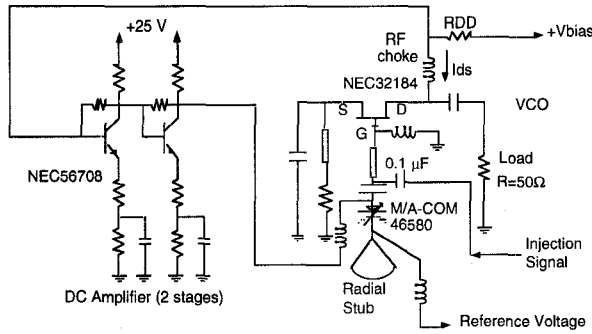 +25 V
RDD
+Vbias
RF
choke
Ids
NEC32184
VCO
S
D
G
NEC56708
0.1 µF
Load
R=50Ω
M/A-COM
46580
Injection
Signal
DC Amplifier (2 stages)
Radial
Stub
Reference Voltage